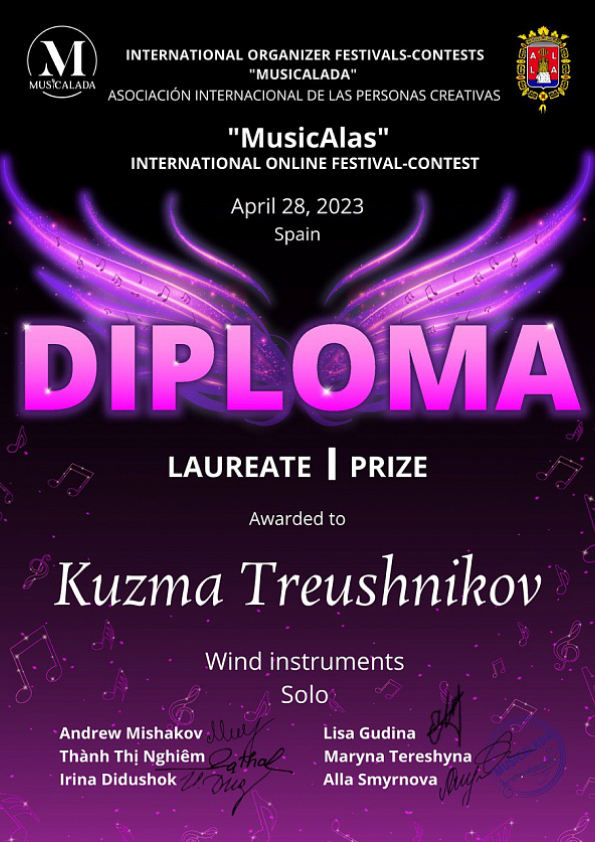 M
MUSICALADA
INTERNATIONAL ORGANIZER FESTIVALS-CONTESTS
"MUSICALADA"
ASOCIACIÓN INTERNACIONAL DE LAS PERSONAS CREATIVAS
"MusicAlas"
INTERNATIONAL ONLINE FESTIVAL-CONTEST
April 28, 2023
Spain
DIPLOMA
LAUREATE I PRIZE
Awarded to
Kuzma Treushnikov
Wind instruments
Solo
Andrew Mishakov
Thành Thị Nghiêm
Irina Didushok
Lisa Gudina
Maryna Tereshyna
Alla Smyrnova